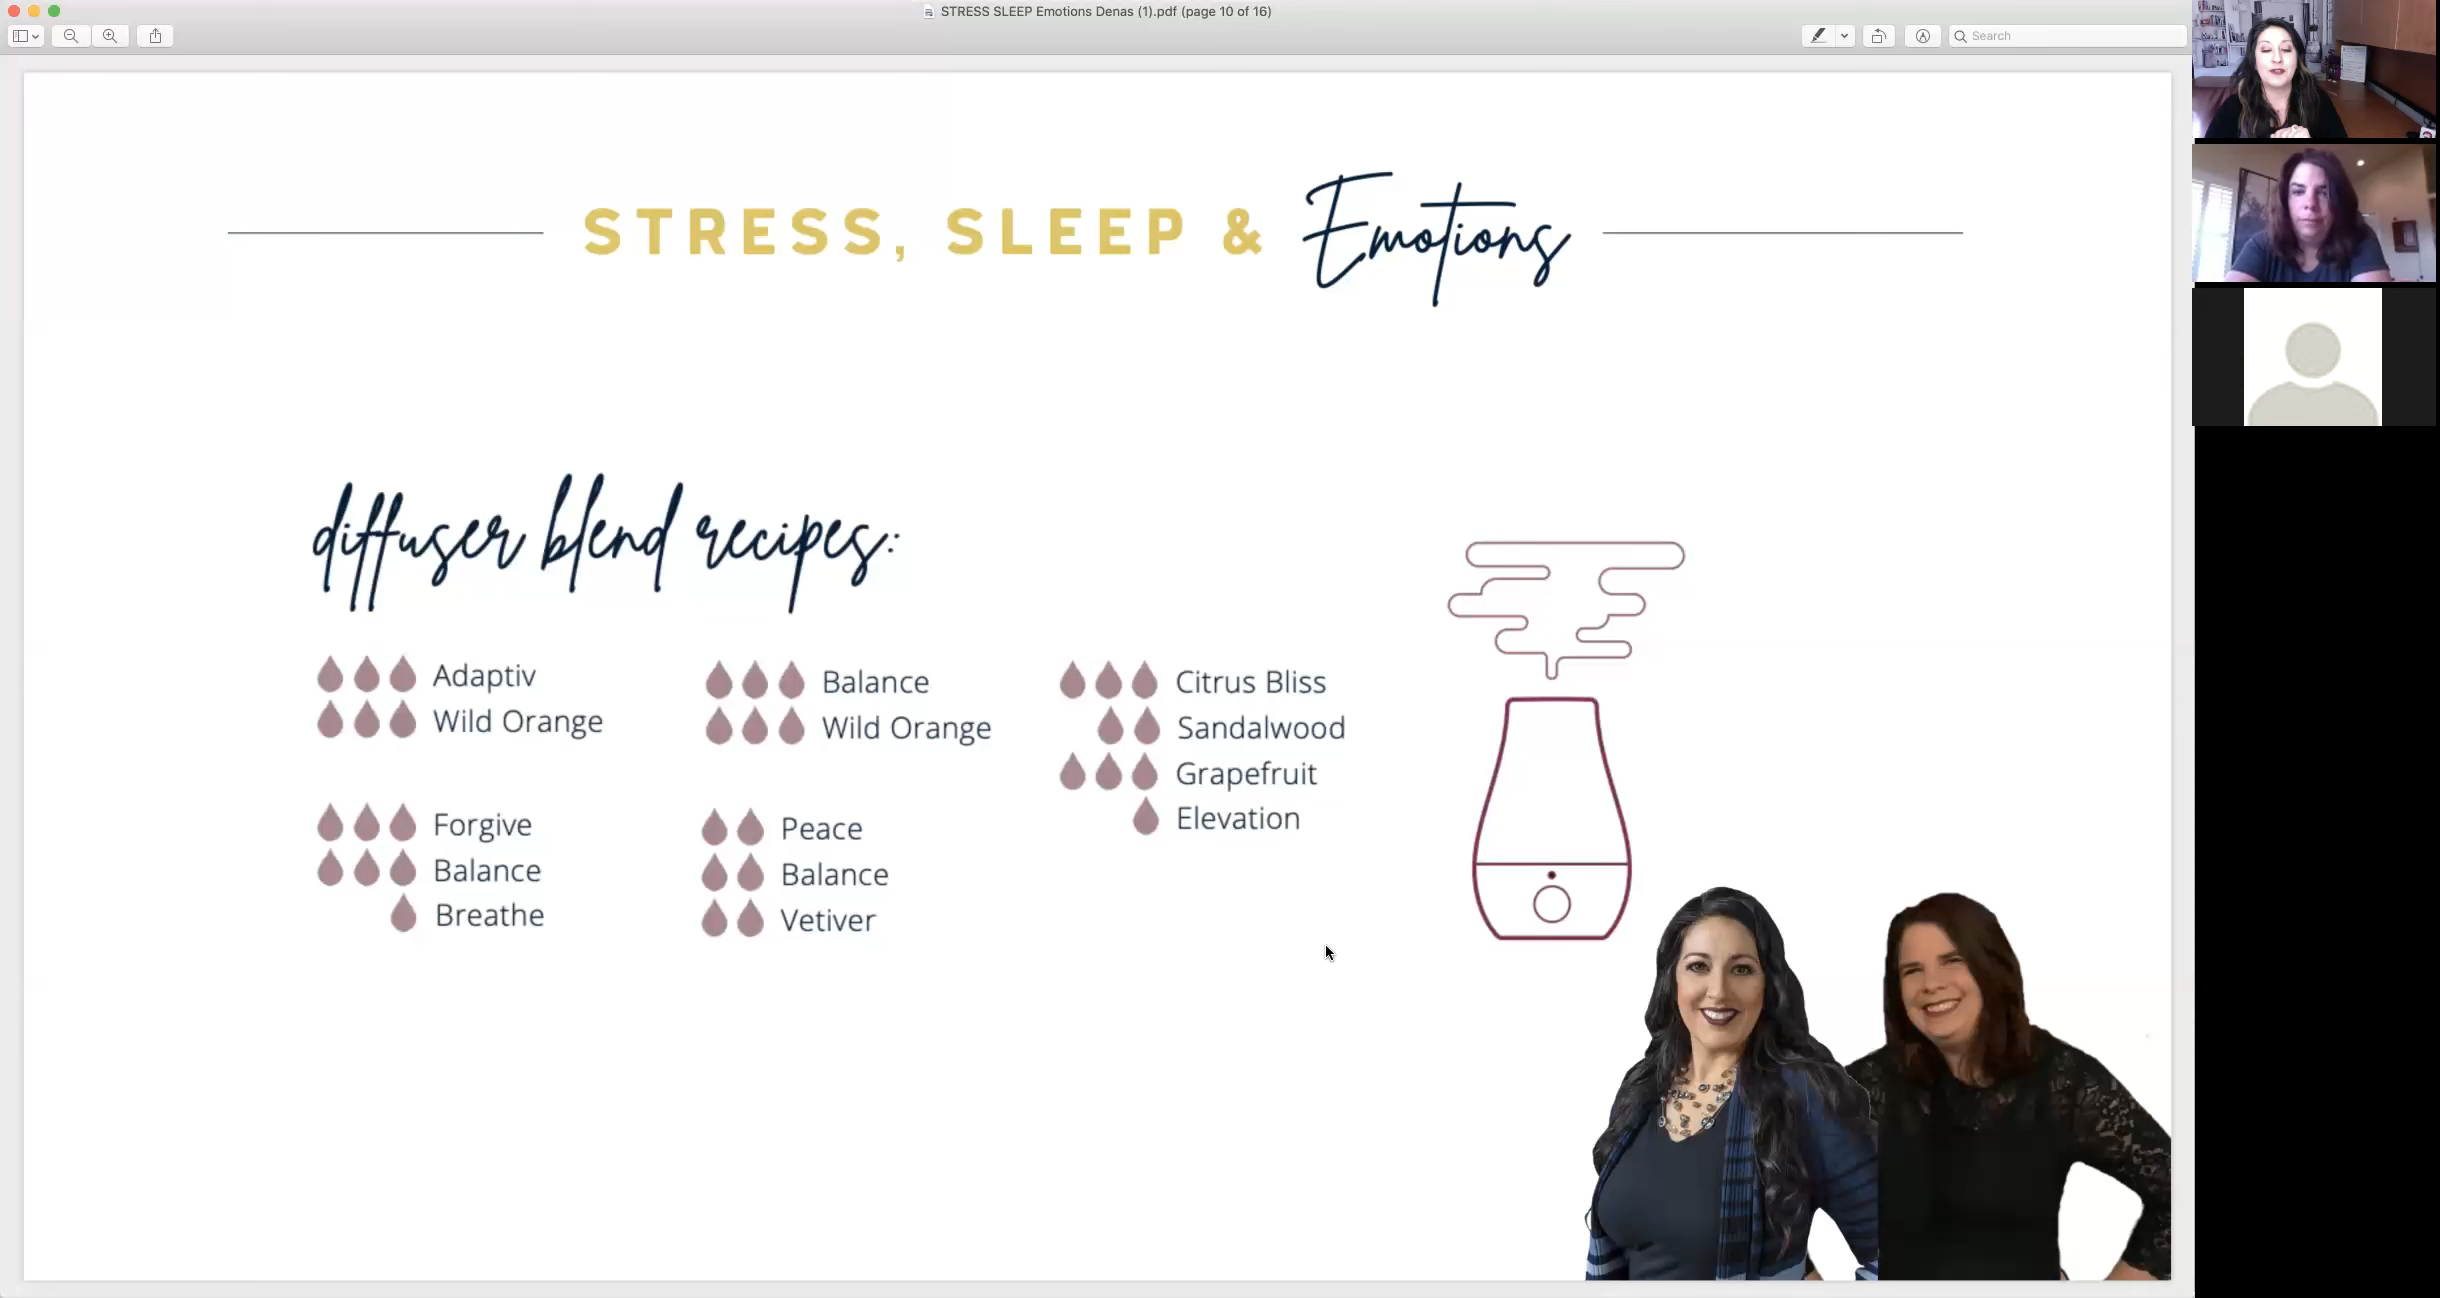 STRESS SLEEP Emotions Denas (1).pdf (page 10 of 16)
Search
STRESS, SLEEP & Emotions
diffuser blend recipes:
Adaptiv
Wild Orange
Forgive
Balance
Breathe
Balance
Wild Orange
Peace
Balance
Vetiver
Citrus Bliss
Sandalwood
Grapefruit
Elevation